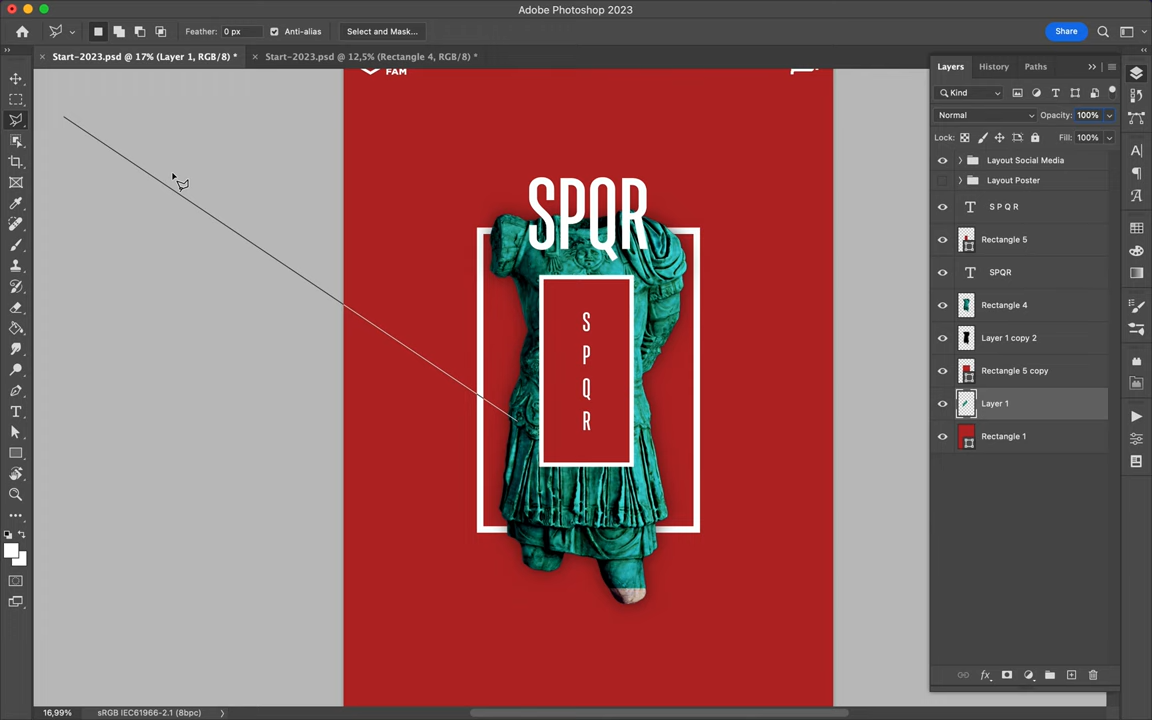 Adobe Photoshop 2023
Feather: 0 px
Anti-alias
Select and Mask...
Share
Start-2023.psd @ 17% (Layer 1, RGB/8) *
Start-2023.psd @ 12,5% (Rectangle 4, RGB/8) *
FAM
SPQR
S
P
Q
R
Layers
History
Paths
Kind
Normal
Opacity: 100%
Lock:
Fill: 100%
Layout Social Media
Layout Poster
S P Q R
Rectangle 5
SPQR
Rectangle 4
Layer 1 copy 2
Rectangle 5 copy
Layer 1
Rectangle 1
16,99%
sRGB IEC61966-2.1 (8bpc)